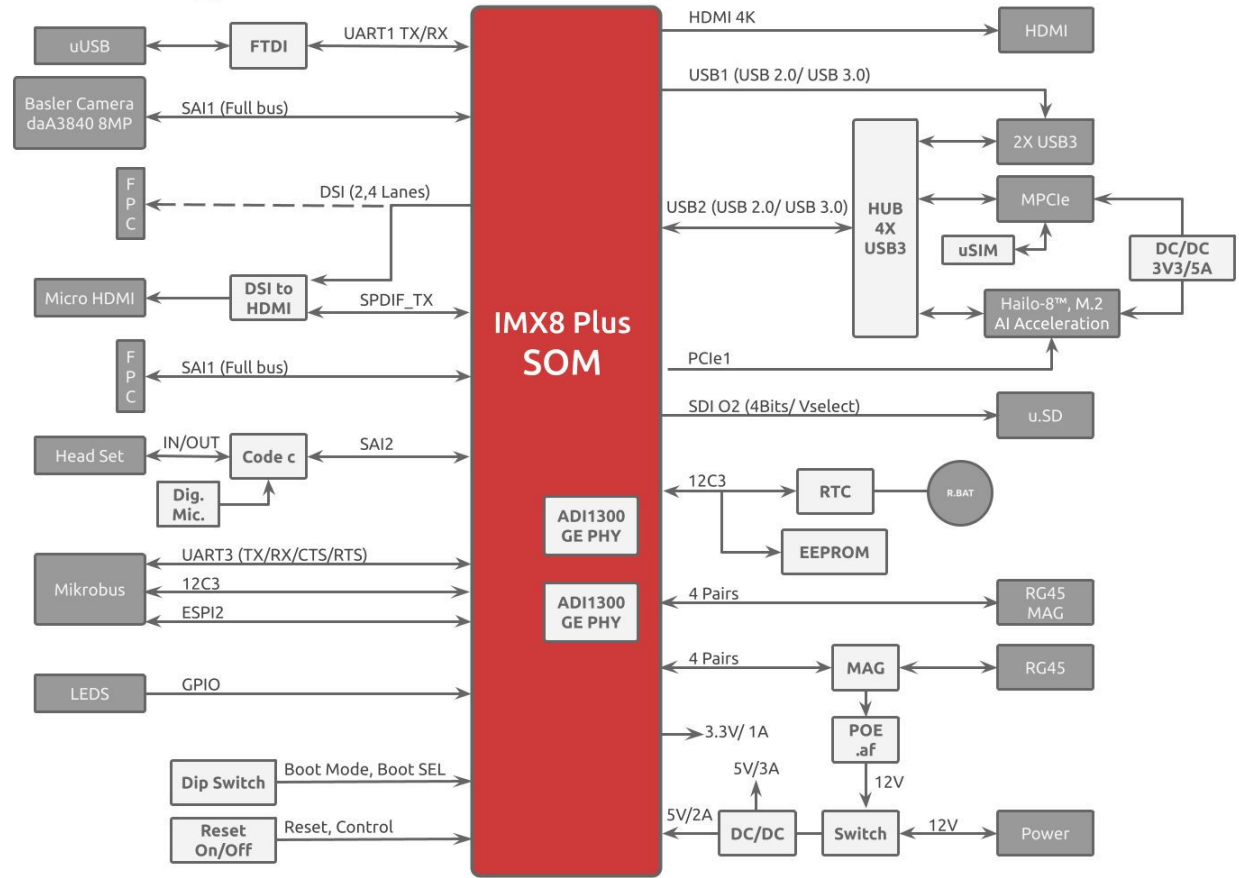 uUSB
FTDI
UART1 TX/RX
Basler Camera
daA3840 8MP
SAI1 (Full bus)
F
P
C
DSI (2,4 Lanes)
Micro HDMI
DSI to
HDMI
SPDIF_TX
F
P
C
SAI1 (Full bus)
Head Set
IN/OUT
Code c
SAI2
Dig.
Mic.
Mikrobus
UART3 (TX/RX/CTS/RTS)
12C3
ESPI2
LEDS
GPIO
Dip Switch
Boot Mode, Boot SEL
Reset
On/Off
Reset, Control
IMX8 Plus
SOM
ADI1300
GE PHY
ADI1300
GE PHY
HDMI 4K
HDMI
USB1 (USB 2.0/ USB 3.0)
2X USB3
USB2 (USB 2.0/ USB 3.0)
HUB
4X
USB3
MPCIe
uSIM
DC/DC
3V3/5A
Hailo-8™, M.2
AI Acceleration
PCIe1
SDI O2 (4Bits/ Vselect)
u.SD
12C3
RTC
R.BAT
EEPROM
4 Pairs
RG45
MAG
4 Pairs
MAG
RG45
3.3V/ 1A
POE
.af
12V
5V/3A
5V/2A
DC/DC
Switch
12V
Power